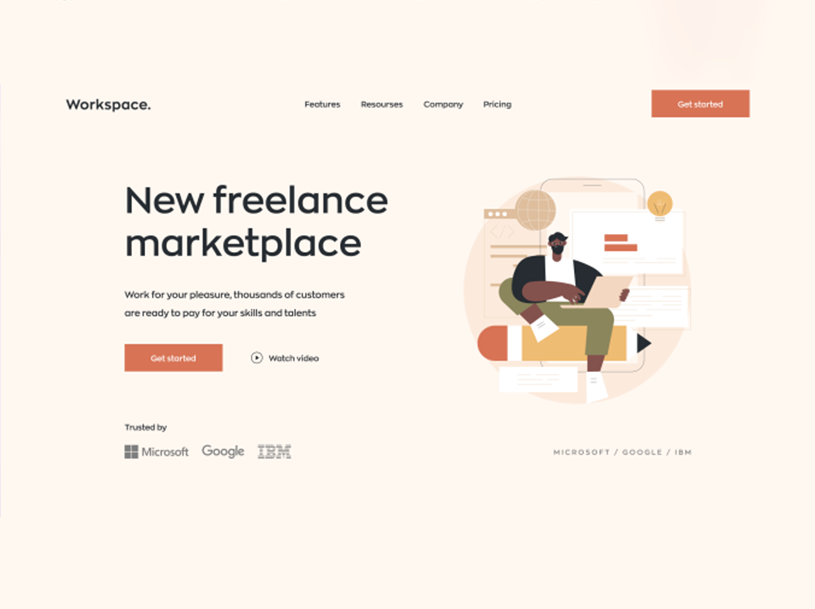 Workspace.
Features Resourses Company Pricing
Get started
New freelance
marketplace
Work for your pleasure, thousands of customers
are ready to pay for your skills and talents
Get started Watch video
Trusted by
Microsoft Google IBM
MICROSOFT / GOOGLE / IBM